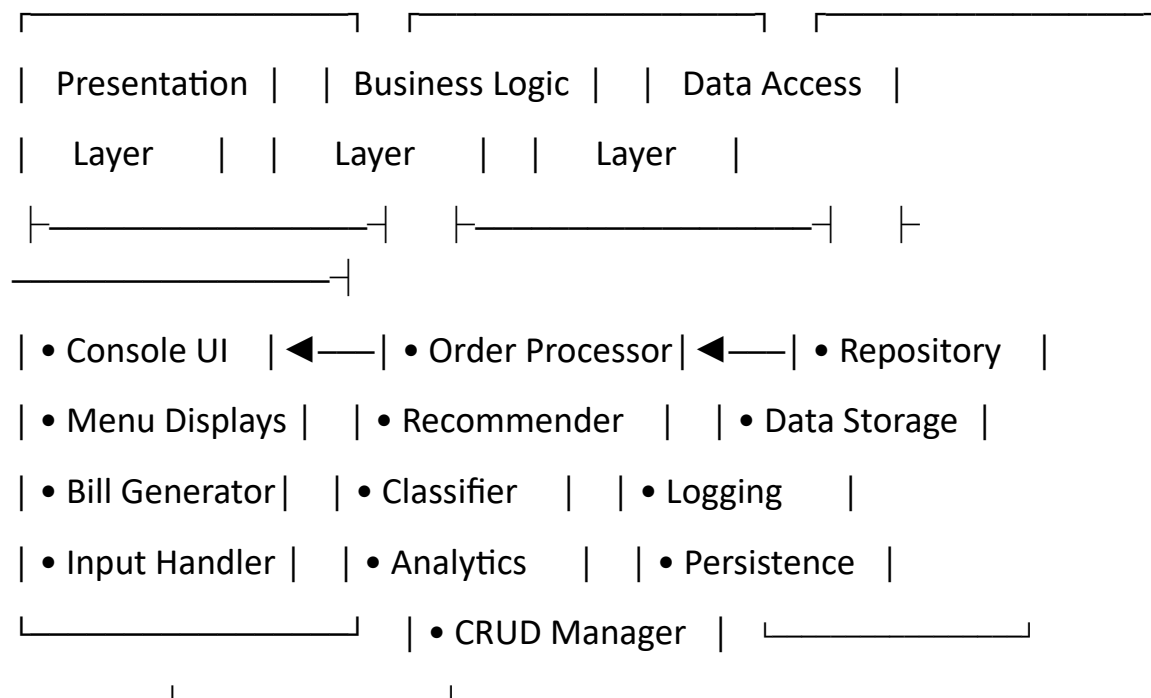 ┌─────────────────┐ ┌──────────────────┐ ┌─────────────────
│ Presentation │ │ Business Logic │ │ Data Access │
│ Layer │ │ Layer │ │ Layer │
├─────────────────┤ ├──────────────────┤ ├
─────────────────┤
│ • Console UI │◄──│ • Order Processor│◄──│ • Repository │
│ • Menu Displays │ │ • Recommender │ │ • Data Storage │
│ • Bill Generator│ │ • Classifier │ │ • Logging │
│ • Input Handler │ │ • Analytics │ │ • Persistence │
└─────────────────┘ │ • CRUD Manager │ └─────────────────┘